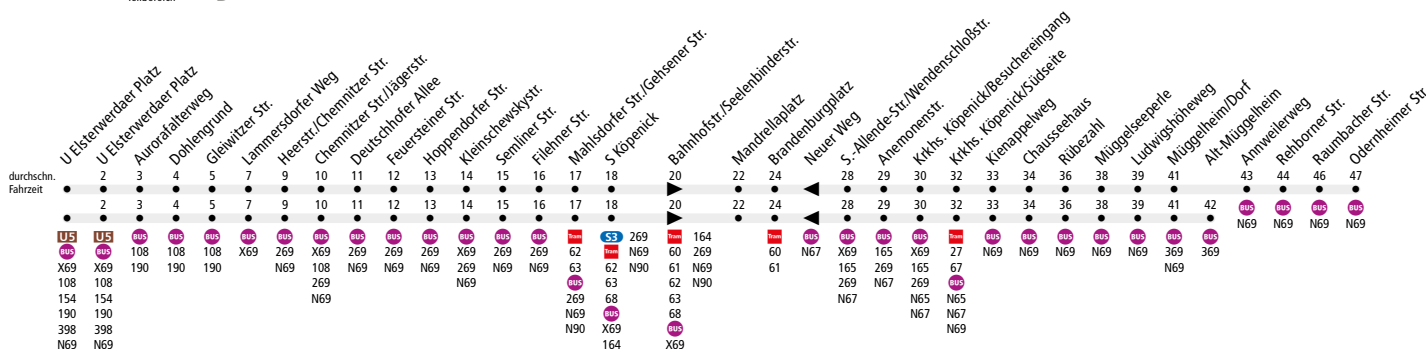 U Elsterwerdaer Platz
U Elsterwerdaer Platz
Aurorafalterweg
Dohlengrund
Gleiwitzer Str.
Lammersdorfer Weg
Heerstr./Chemnitzer Str.
Chemnitzer Str./Jägerstr.
Deutschhofer Allee
Feuersteiner Str.
Hoppendorfer Str.
Kleinschewskystr.
Semliner Str.
Filehner Str.
Mahlsdorfer Str./Gehsener Str.
S Köpenick
Bahnhofstr./Seelenbinderstr.
Mandrellaplatz
Brandenburgplatz
Neuer Weg
S.-Allende-Str./Wendenschloßstr.
Anemonenstr.
Krkhs. Köpenick/Besuchereingang
Krkhs. Köpenick/Südseite
Kienappelweg
Chausseehaus
Rübezahl
Müggelseeperle
Ludwigshöheweg
Müggelheim/Dorf
Alt-Müggelheim
Annweilerweg
Rehborner Str.
Raumbacher Str.
Odernheimer Str.
durchschn. 2 3 4 5 7 9 10 11 12 13 14 15 16 17 18 20 22 24 28 29 30 32 33 34 36 38 39 41 43 44 46 47
Fahrzeit
2 3 4 5 7 9 10 11 12 13 14 15 16 17 18 20 22 24 28 29 30 32 33 34 36 38 39 41 42 BUS BUS BUS BUS
N69 N69 N69 N69
U5 U5 BUS BUS BUS BUS BUS BUS BUS BUS BUS BUS BUS BUS Tram S3 269 Tram 164 Tram BUS BUS BUS BUS Tram BUS BUS BUS BUS BUS BUS BUS
BUS BUS 108 108 108 X69 269 X69 269 269 269 X69 269 269 62 Tram N69 60 269 60 N67 X69 165 X69 27 N69 N69 N69 N69 N69 369 369
X69 X69 190 190 190 N69 108 N69 N69 N69 269 N69 N69 63 62 N90 61 N69 61 165 269 165 67 N69
108 108 269 N69 BUS 63 62 N90 269 N67 269 BUS
154 154 N69 269 68 63 N67 N65 N65
190 190 N69 BUS 68 N67 N67
398 398 N90 X69 BUS N69
N69 N69 164 X69